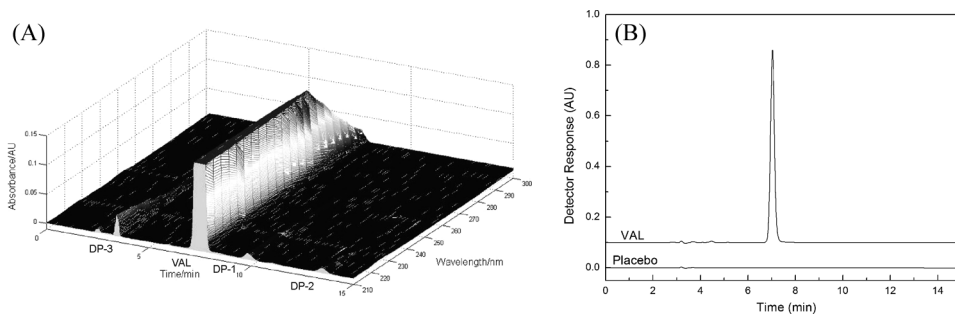 (A)
0.15
0.1
0.05
0
Absorbance/AU
0
5
10
15
DP-3
VAL
Time/min
DP-1
DP-2
210
220
230
240
250
260
270
280
290
300
Wavelength/nm
(B)
1.0
0.8
0.6
0.4
0.2
0.0
Detector Response (AU)
VAL
Placebo
0
2
4
6
8
10
12
14
Time (min)